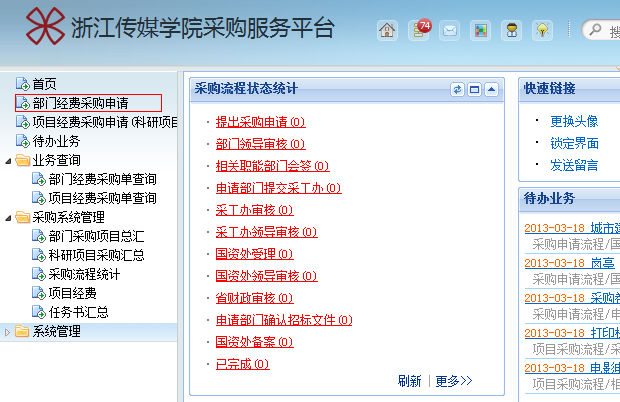 浙江传媒学院采购服务平台
74
搜
首页
部门经费采购申请
项目经费采购申请(科研项目
待办业务
业务查询
部门经费采购单查询
项目经费采购单查询
采购系统管理
部门采购项目总汇
科研项目采购汇总
采购流程统计
项目经费
任务书汇总
系统管理
采购流程状态统计
提出采购申请(0)
部门领导审核(0)
相关职能部门会签(0)
申请部门提交采工办(0)
采工办审核(0)
采工办领导审核(0)
国资处受理(0)
国资处领导审核(0)
省财政审核(0)
申请部门确认招标文件(0)
国资处备案(0)
已完成(0)
刷新 | 更多>>
快速链接
更换头像
锁定界面
发送留言
待办业务
2013-03-18 城市建
采购申请流程/国
2013-03-18 岗亭
采购申请流程/国
2013-03-18 采购卷
采购申请流程/申
2013-03-18 打印机
项目采购流程/采
2013-03-18 电影
采购申请流程/相